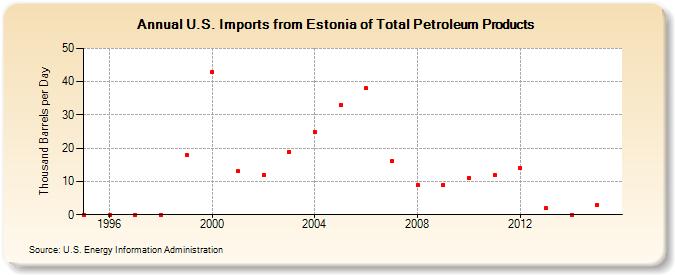 Annual U.S. Imports from Estonia of Total Petroleum Products
Thousand Barrels per Day
50
40
30
20
10
0
1996 2000 2004 2008 2012
Source: U.S. Energy Information Administration